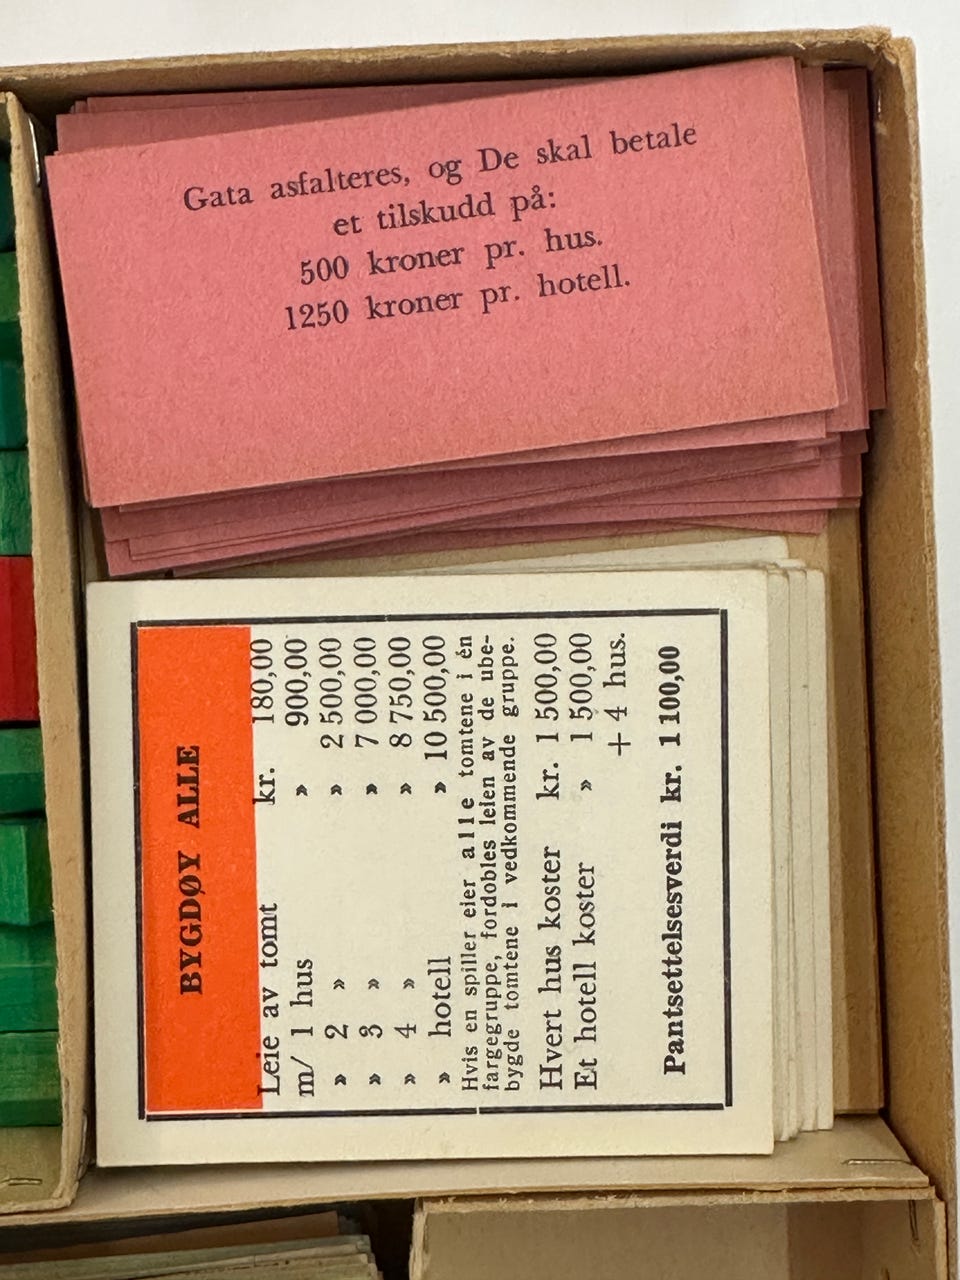 Gata asfalteres, og De skal betale
et tilskudd på:
500 kroner pr. hus.
1250 kroner pr. hotell.
BYGDØY ALLE
Leie av tomt kr. 180,00
m/ 1 hus » 900,00
» 2 » » 2 500,00
» 3 » » 7 000,00
» 4 » » 8 750,00
» hotell » 10 500,00
Hvis en spiller eier alle tomtene i én
fargegruppe, fordobles leien av de ube-
bygde tomtene i vedkommende gruppe.
Hvert hus koster kr. 1 500,00
Et hotell koster » 1 500,00
+ 4 hus.
Pantsettelsesverdi kr. 1 100,00